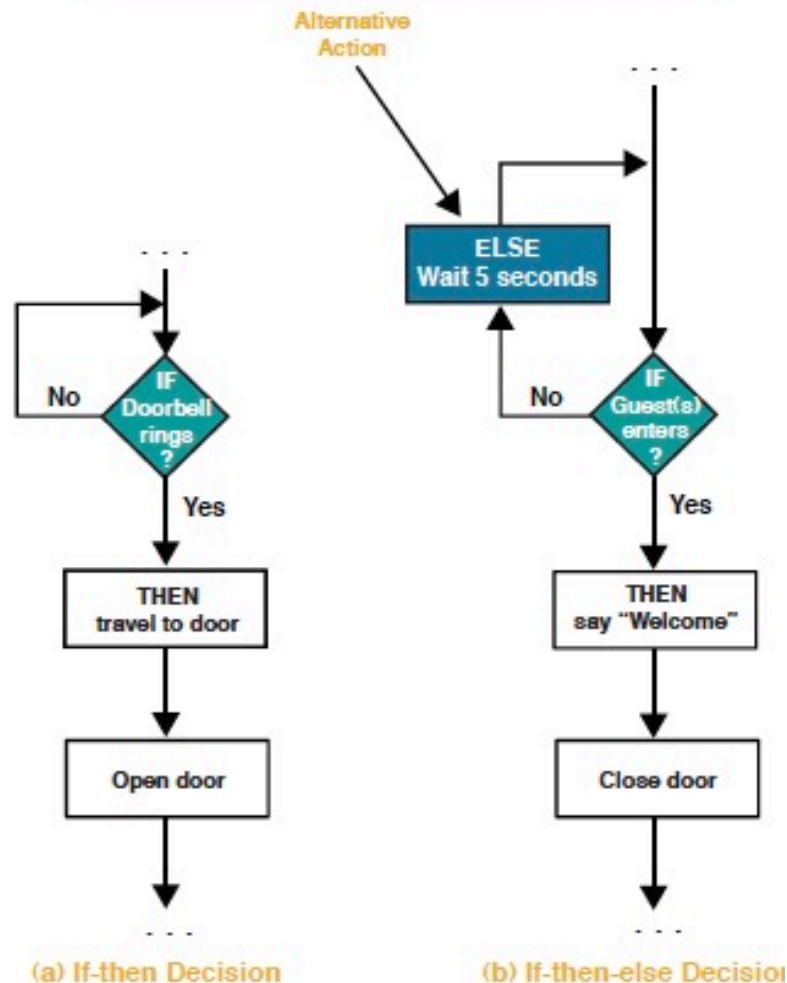 Alternative
Action
- - -
ELSE
Wait 5 seconds
No
IF
Guest(s)
enters
?
Yes
THEN
say “Welcome”
Close door
- - -
(b) If-then-else Decision
- - -
No
IF
Doorbell
rings
?
Yes
THEN
travel to door
Open door
- - -
(a) If-then Decision